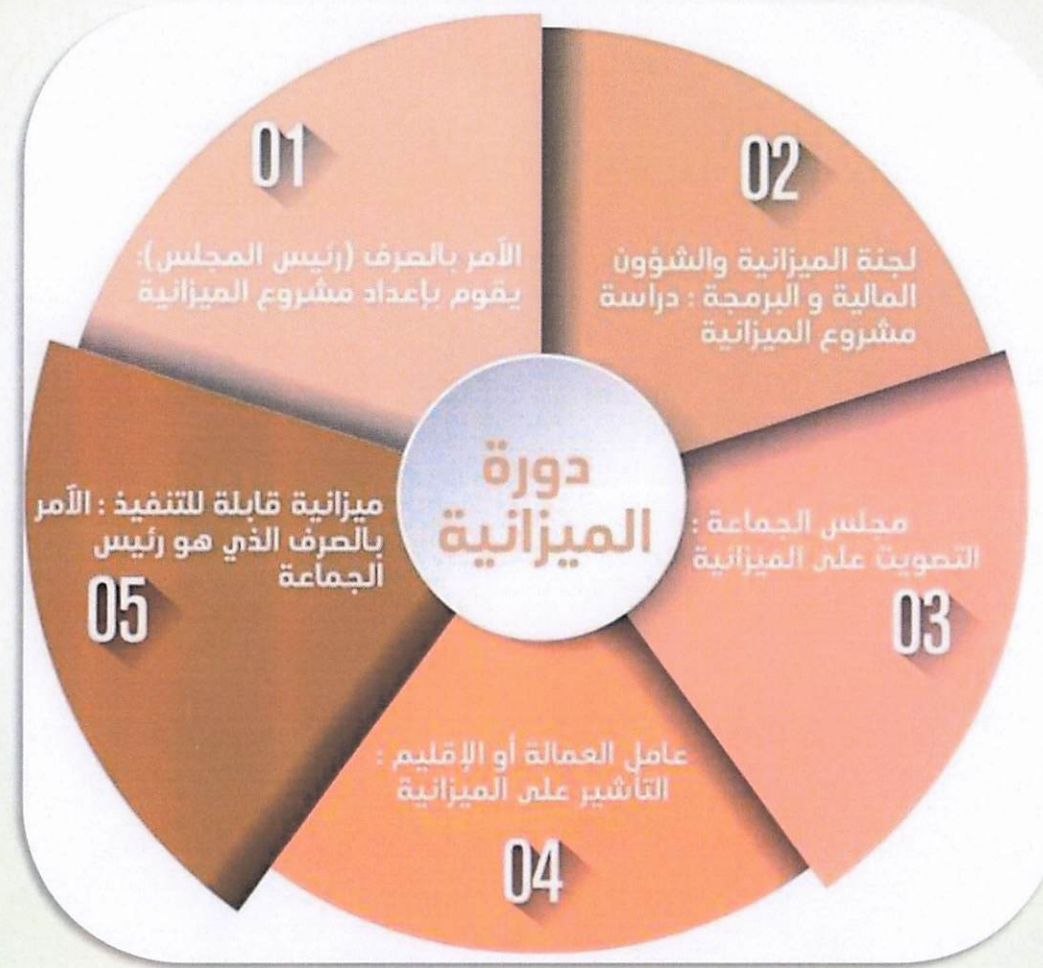 دورة
الميزانية
01
الآمر بالصرف (رئيس المجلس):
يقوم بإعداد مشروع الميزانية
02
لجنة الميزانية والشؤون
المالية و البرمجة : دراسة
مشروع الميزانية
مجلس الجماعة :
التصويت على الميزانية
03
عامل العمالة أو الإقليم :
التأشير على الميزانية
04
ميزانية قابلة للتنفيذ : الآمر
بالصرف الذي هو رئيس
الجماعة
05